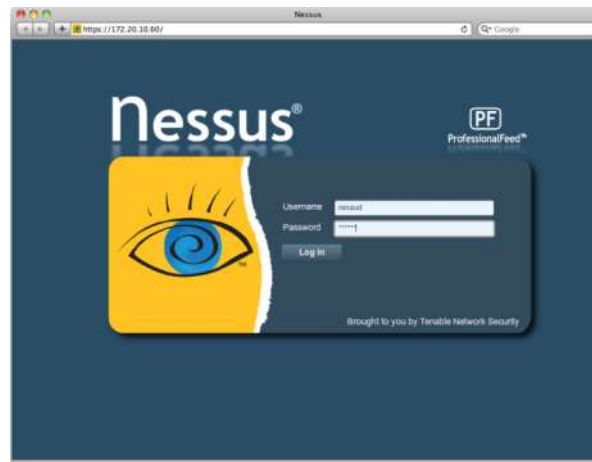 Nessus
https://172.20.10.60/
Google
Nessus®
PF
ProfessionalFeed™
Username renaud
Password *****
Log In
TM
Brought to you by Tenable Network Security